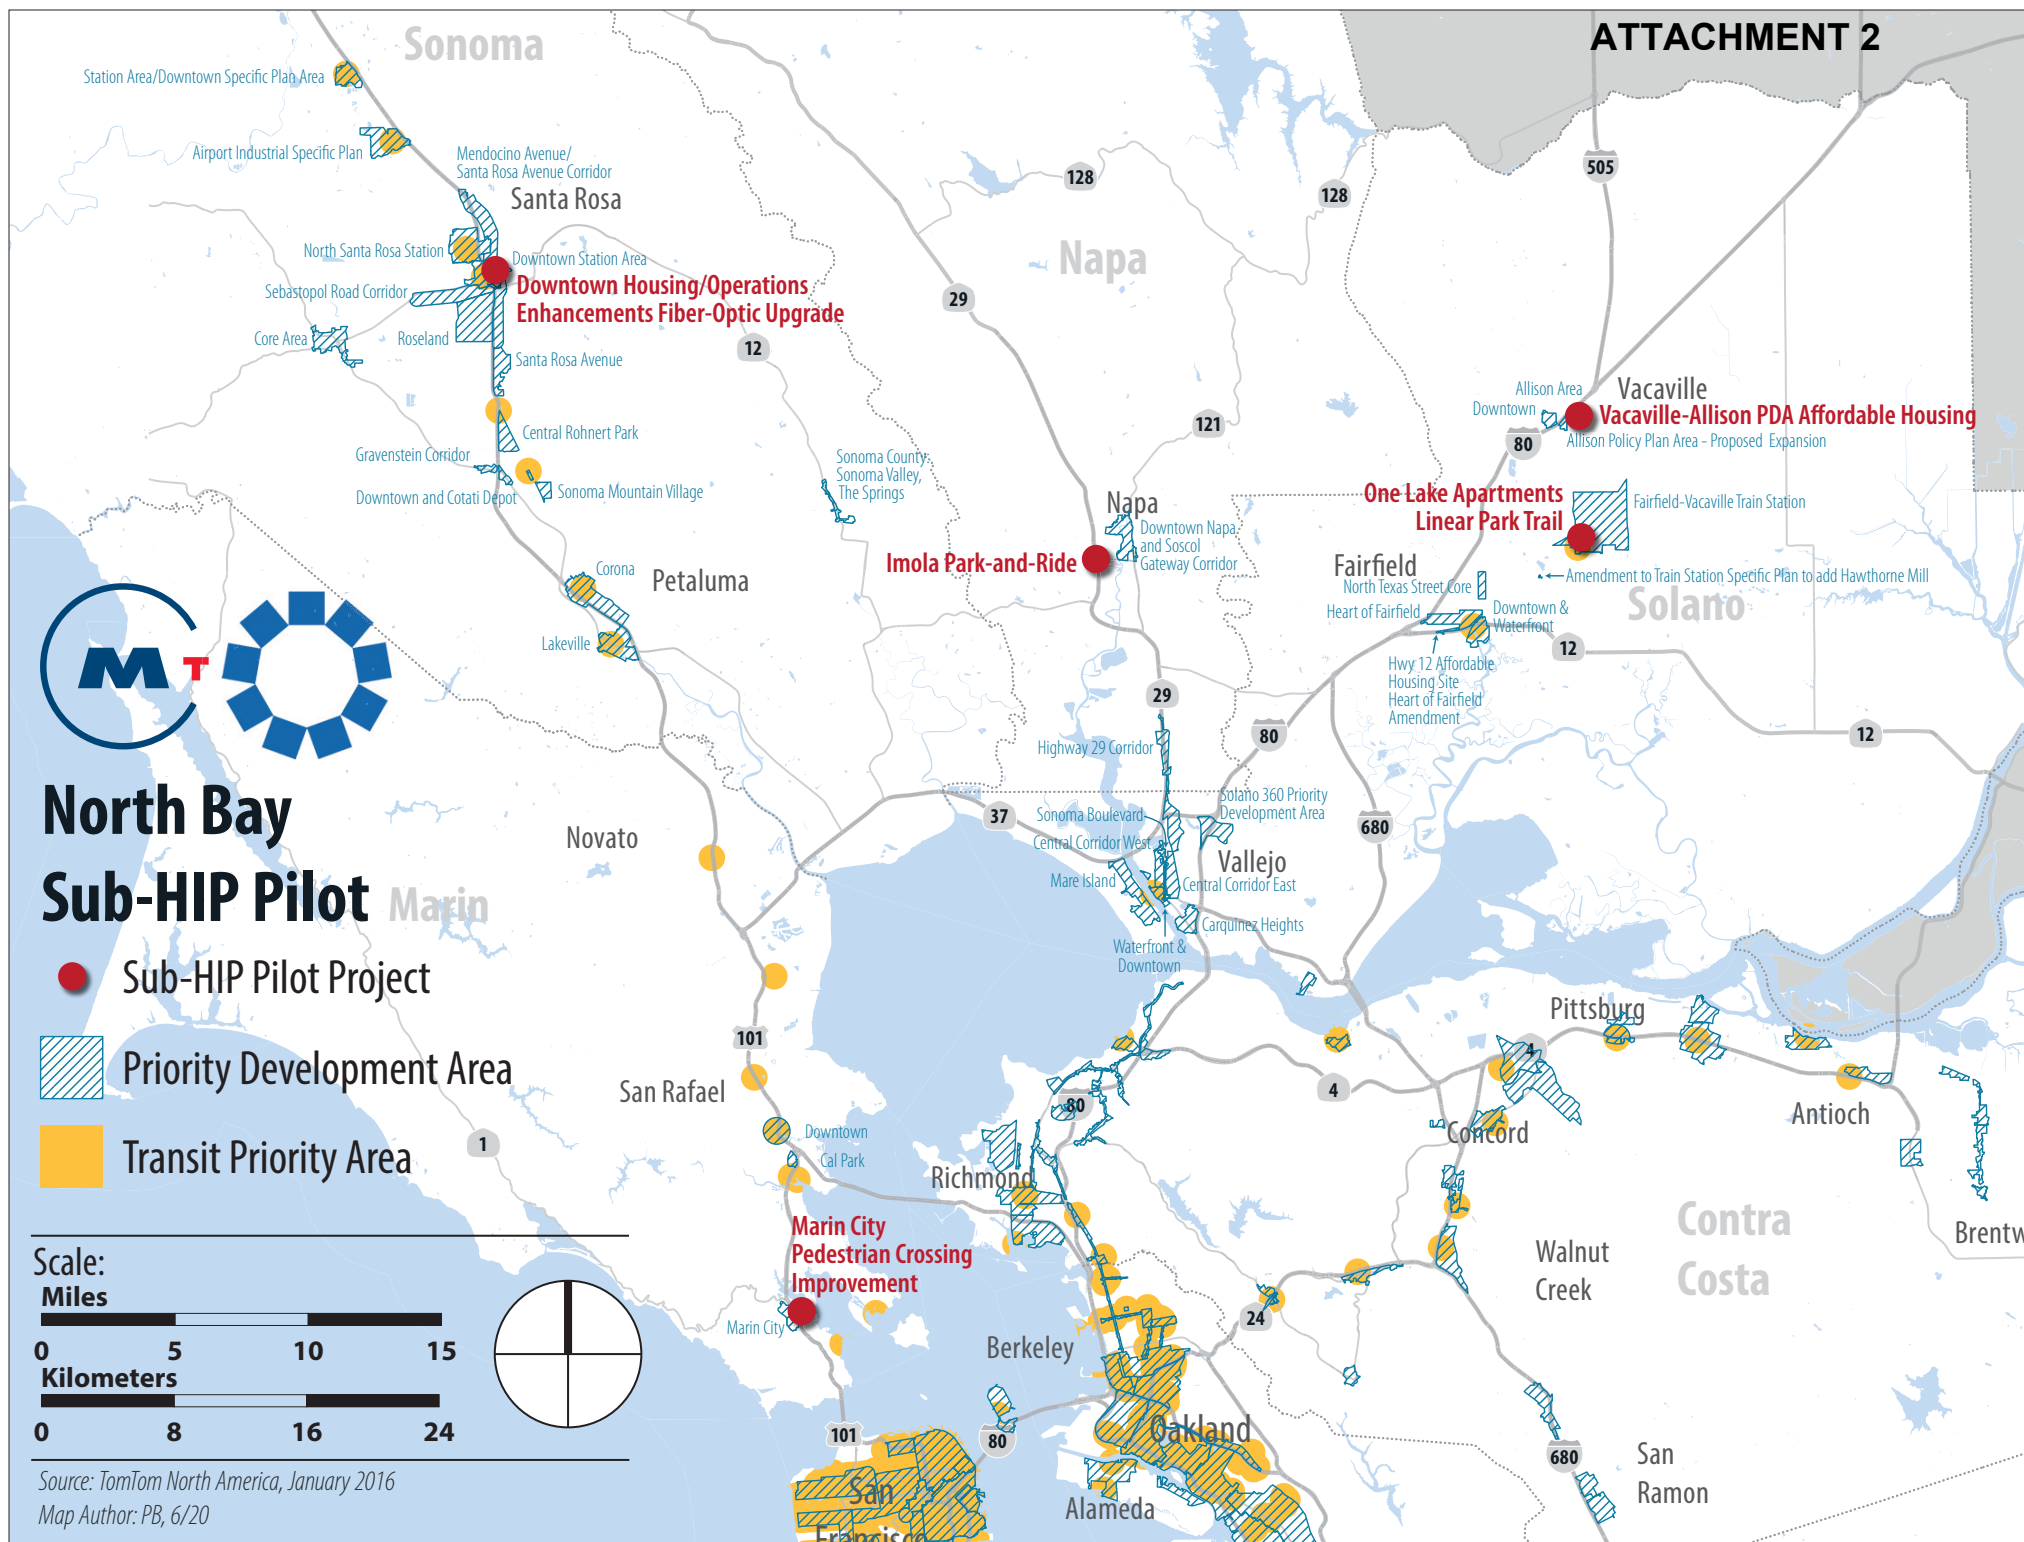 ATTACHMENT 2
Sonoma
Station Area/Downtown Specific Plan Area
Airport Industrial Specific Plan
Mendocino Avenue/
Santa Rosa Avenue Corridor
Santa Rosa
North Santa Rosa Station
Downtown Station Area
Downtown Housing/Operations
Enhancements Fiber-Optic Upgrade
Sebastopol Road Corridor
Core Area
Roseland
Santa Rosa Avenue
12
Central Rohnert Park
Gravenstein Corridor
Downtown and Cotati Depot
Sonoma Mountain Village
Sonoma County:
Sonoma Valley,
The Springs
Corona
Petaluma
Lakeville
128
128
505
Napa
29
121
Napa
Downtown Napa
and Soscol
Gateway Corridor
Imola Park-and-Ride
Allison Area
Vacaville
Downtown
Vacaville-Allison PDA Affordable Housing
Allison Policy Plan Area - Proposed Expansion
80
One Lake Apartments
Linear Park Trail
Fairfield-Vacaville Train Station
Fairfield
Amendment to Train Station Specific Plan to add Hawthorne Mill
North Texas Street Core
Solano
Heart of Fairfield
Downtown &
Waterfront
12
Hwy 12 Affordable
Housing Site
Heart of Fairfield
Amendment
12
29
80
Highway 29 Corridor
Solano 360 Priority
Development Area
680
37
Sonoma Boulevard
Central Corridor West
Vallejo
Mare Island
Central Corridor East
Carquinez Heights
Waterfront &
Downtown
M T
North Bay
Sub-HIP Pilot
Novato
Marin
Sub-HIP Pilot Project
Priority Development Area
Transit Priority Area
101
San Rafael
1
Downtown
Cal Park
Pittsburg
4
4
80
Antioch
Concord
Richmond
Contra
Costa
Brentw
Walnut
Creek
Marin City
Pedestrian Crossing
Improvement
Marin City
24
Berkeley
Oakland
101
80
680
San
Ramon
Alameda
San
Francisco
Scale:
Miles
0 5 10 15
Kilometers
0 8 16 24
Source: TomTom North America, January 2016
Map Author: PB, 6/20